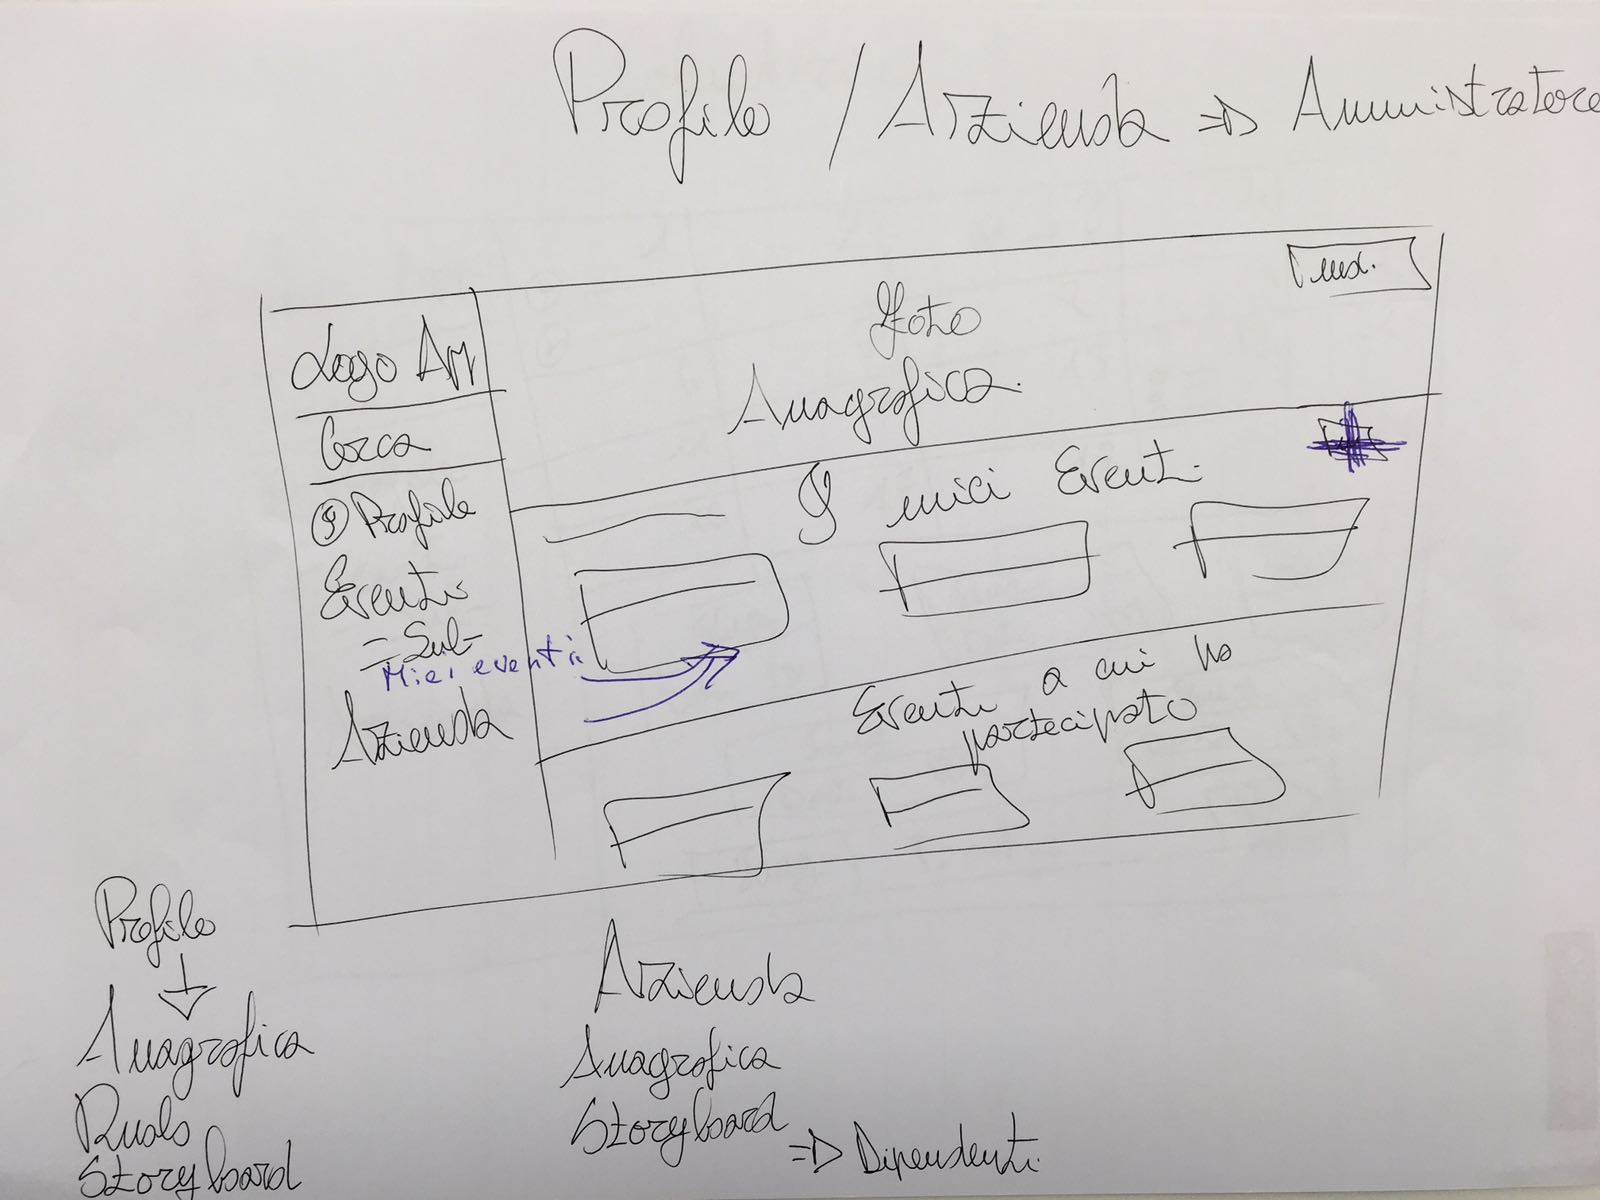 Profilo / Azienda => Amministratore
mod.
Logo App
Foto
Anagrafica.
Cerca
Profilo
I miei Eventi
Eventi
= Sub
Miei eventi
Azienda
Eventi a cui ho
partecipato
Profilo
Anagrafica
Ruolo
Storyboard
Azienda
Anagrafica
Storyboard
=> Dipendenti